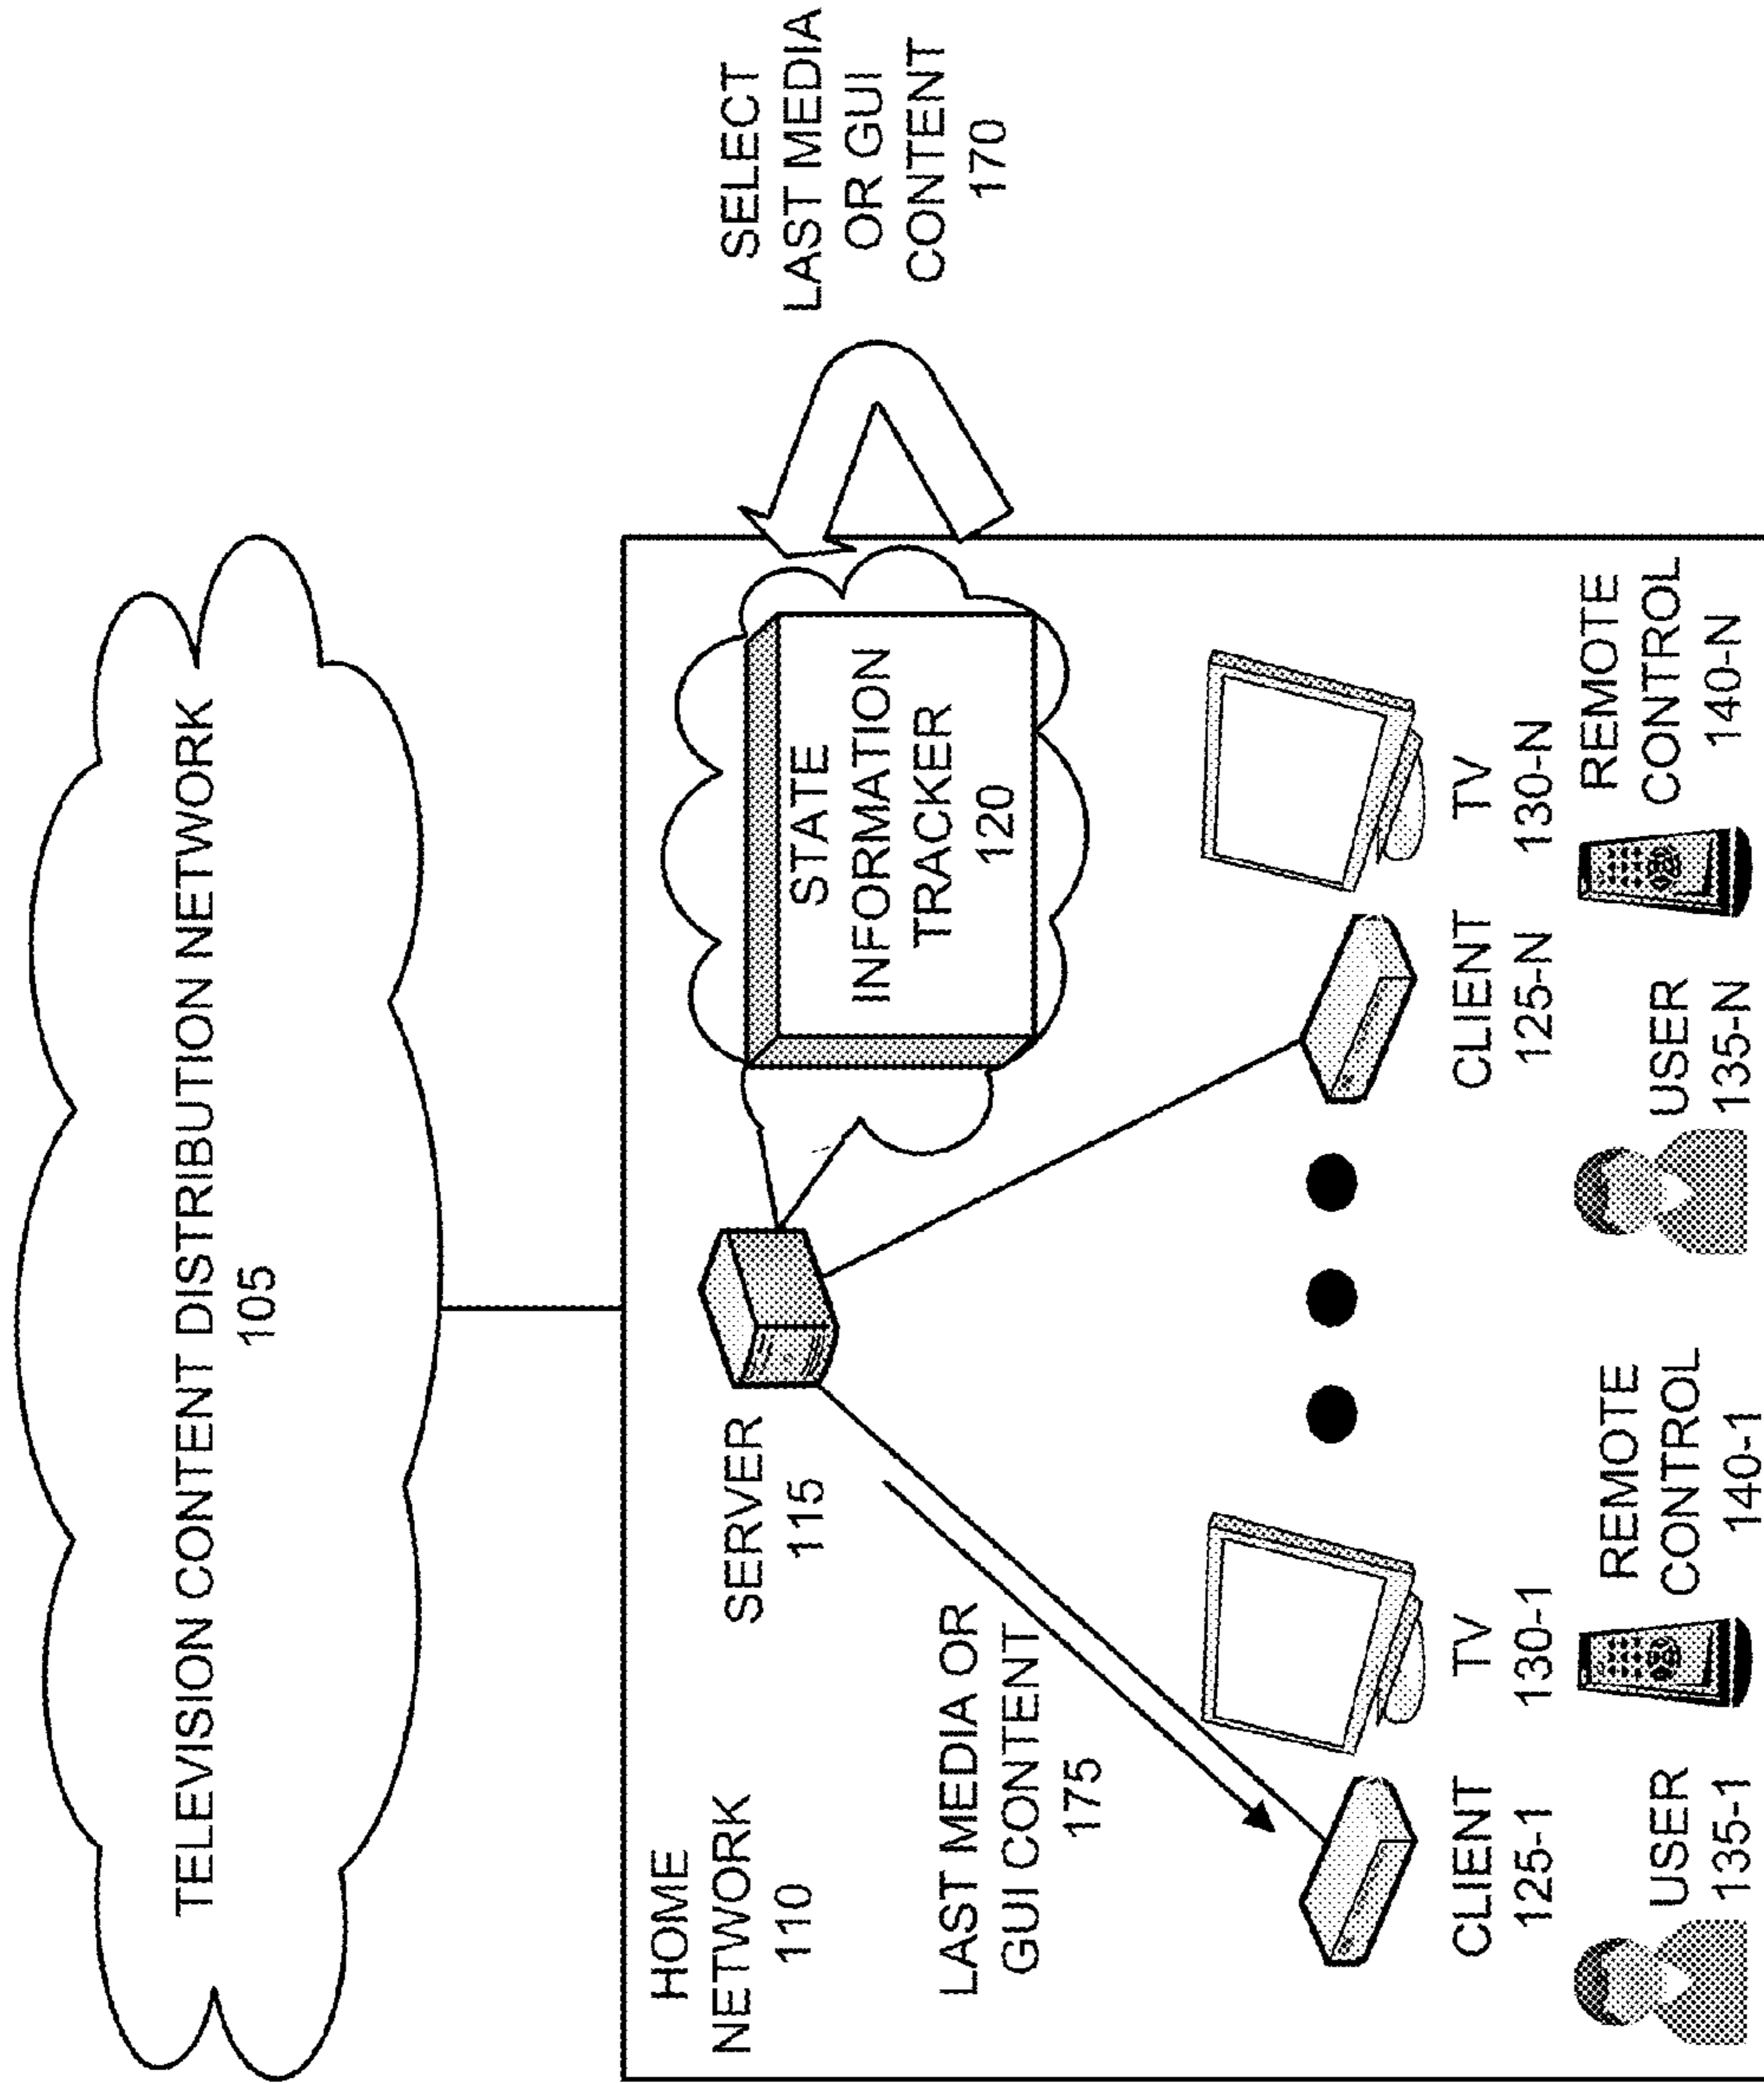 TELEVISION CONTENT DISTRIBUTION NETWORK
105
HOME
NETWORK
110
SERVER
115
STATE
INFORMATION
TRACKER
120
SELECT
LAST MEDIA
OR GUI
CONTENT
170
LAST MEDIA OR
GUI CONTENT
175
CLIENT
125-1
TV
130-1
CLIENT
125-N
TV
130-N
USER
135-1
REMOTE
CONTROL
140-1
USER
135-N
REMOTE
CONTROL
140-N